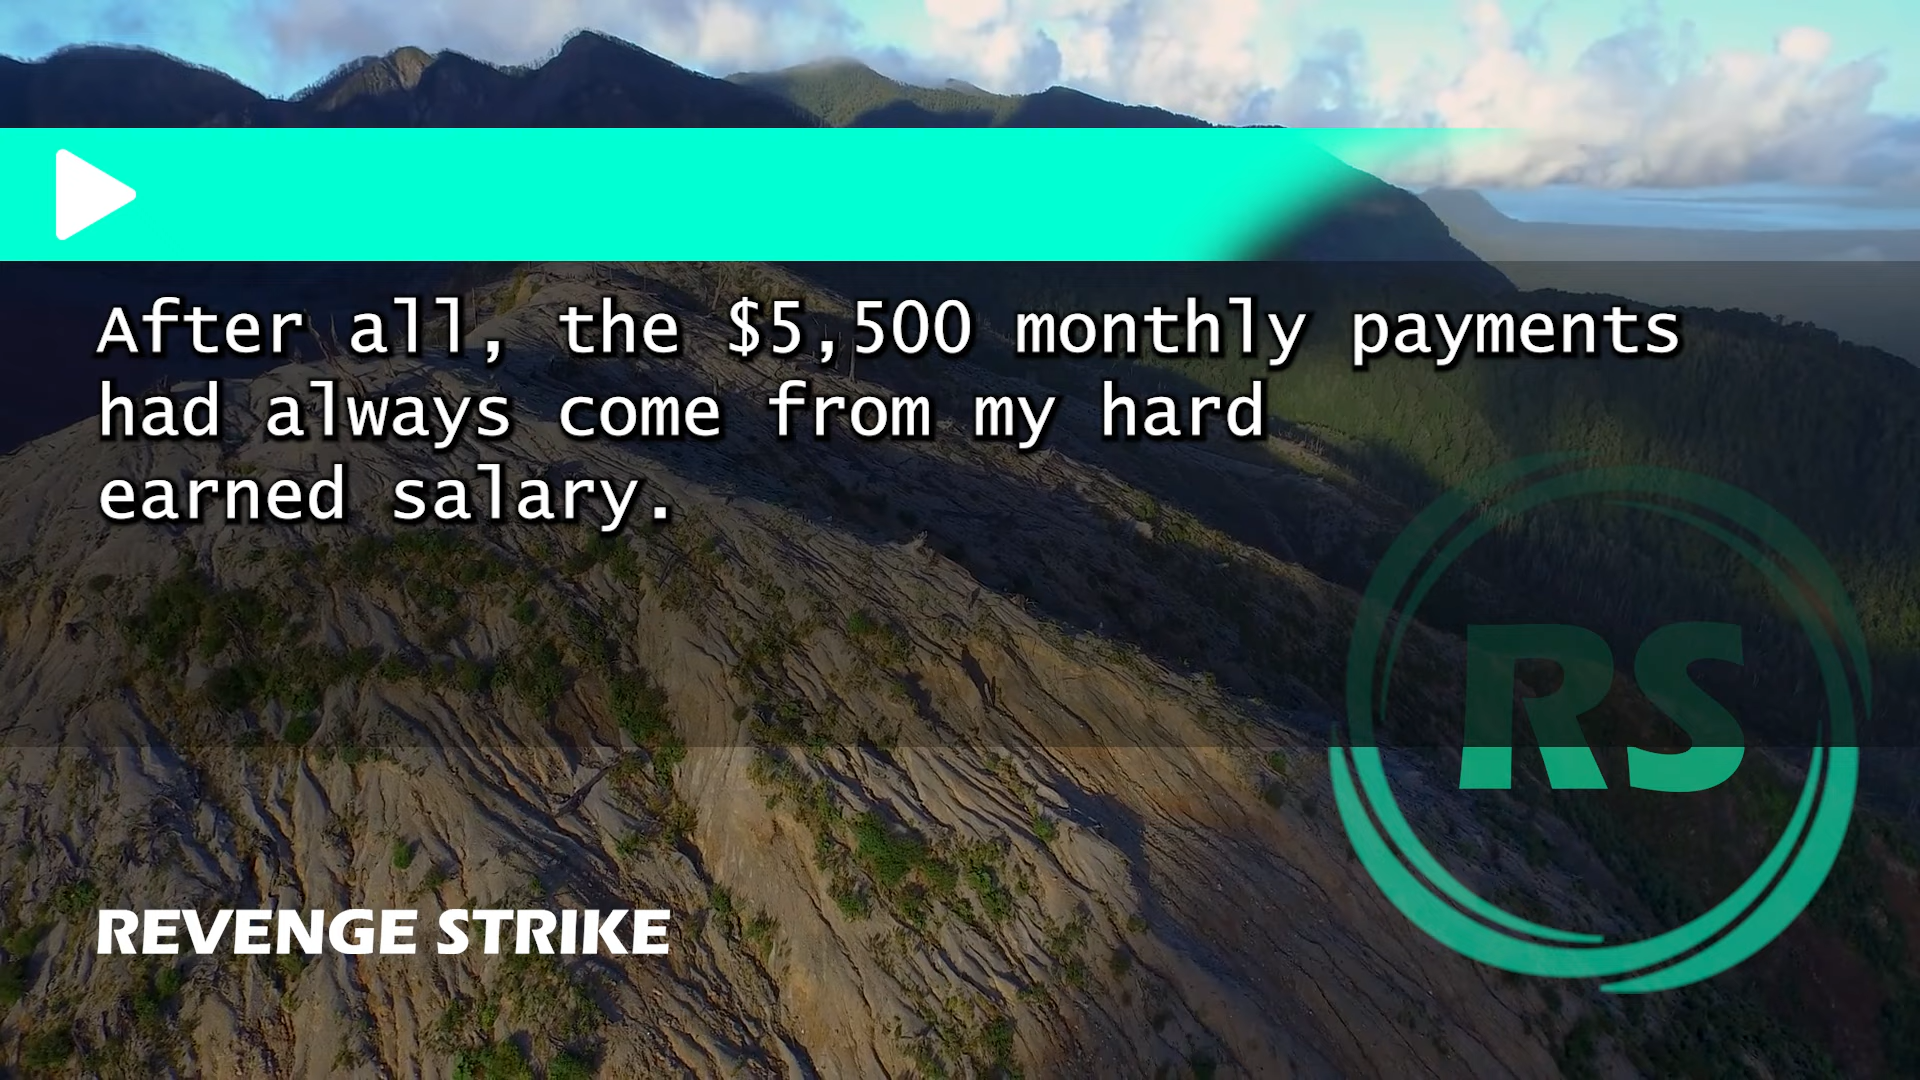 After all, the $5,500 monthly payments
had always come from my hard
earned salary.
RS
REVENGE STRIKE